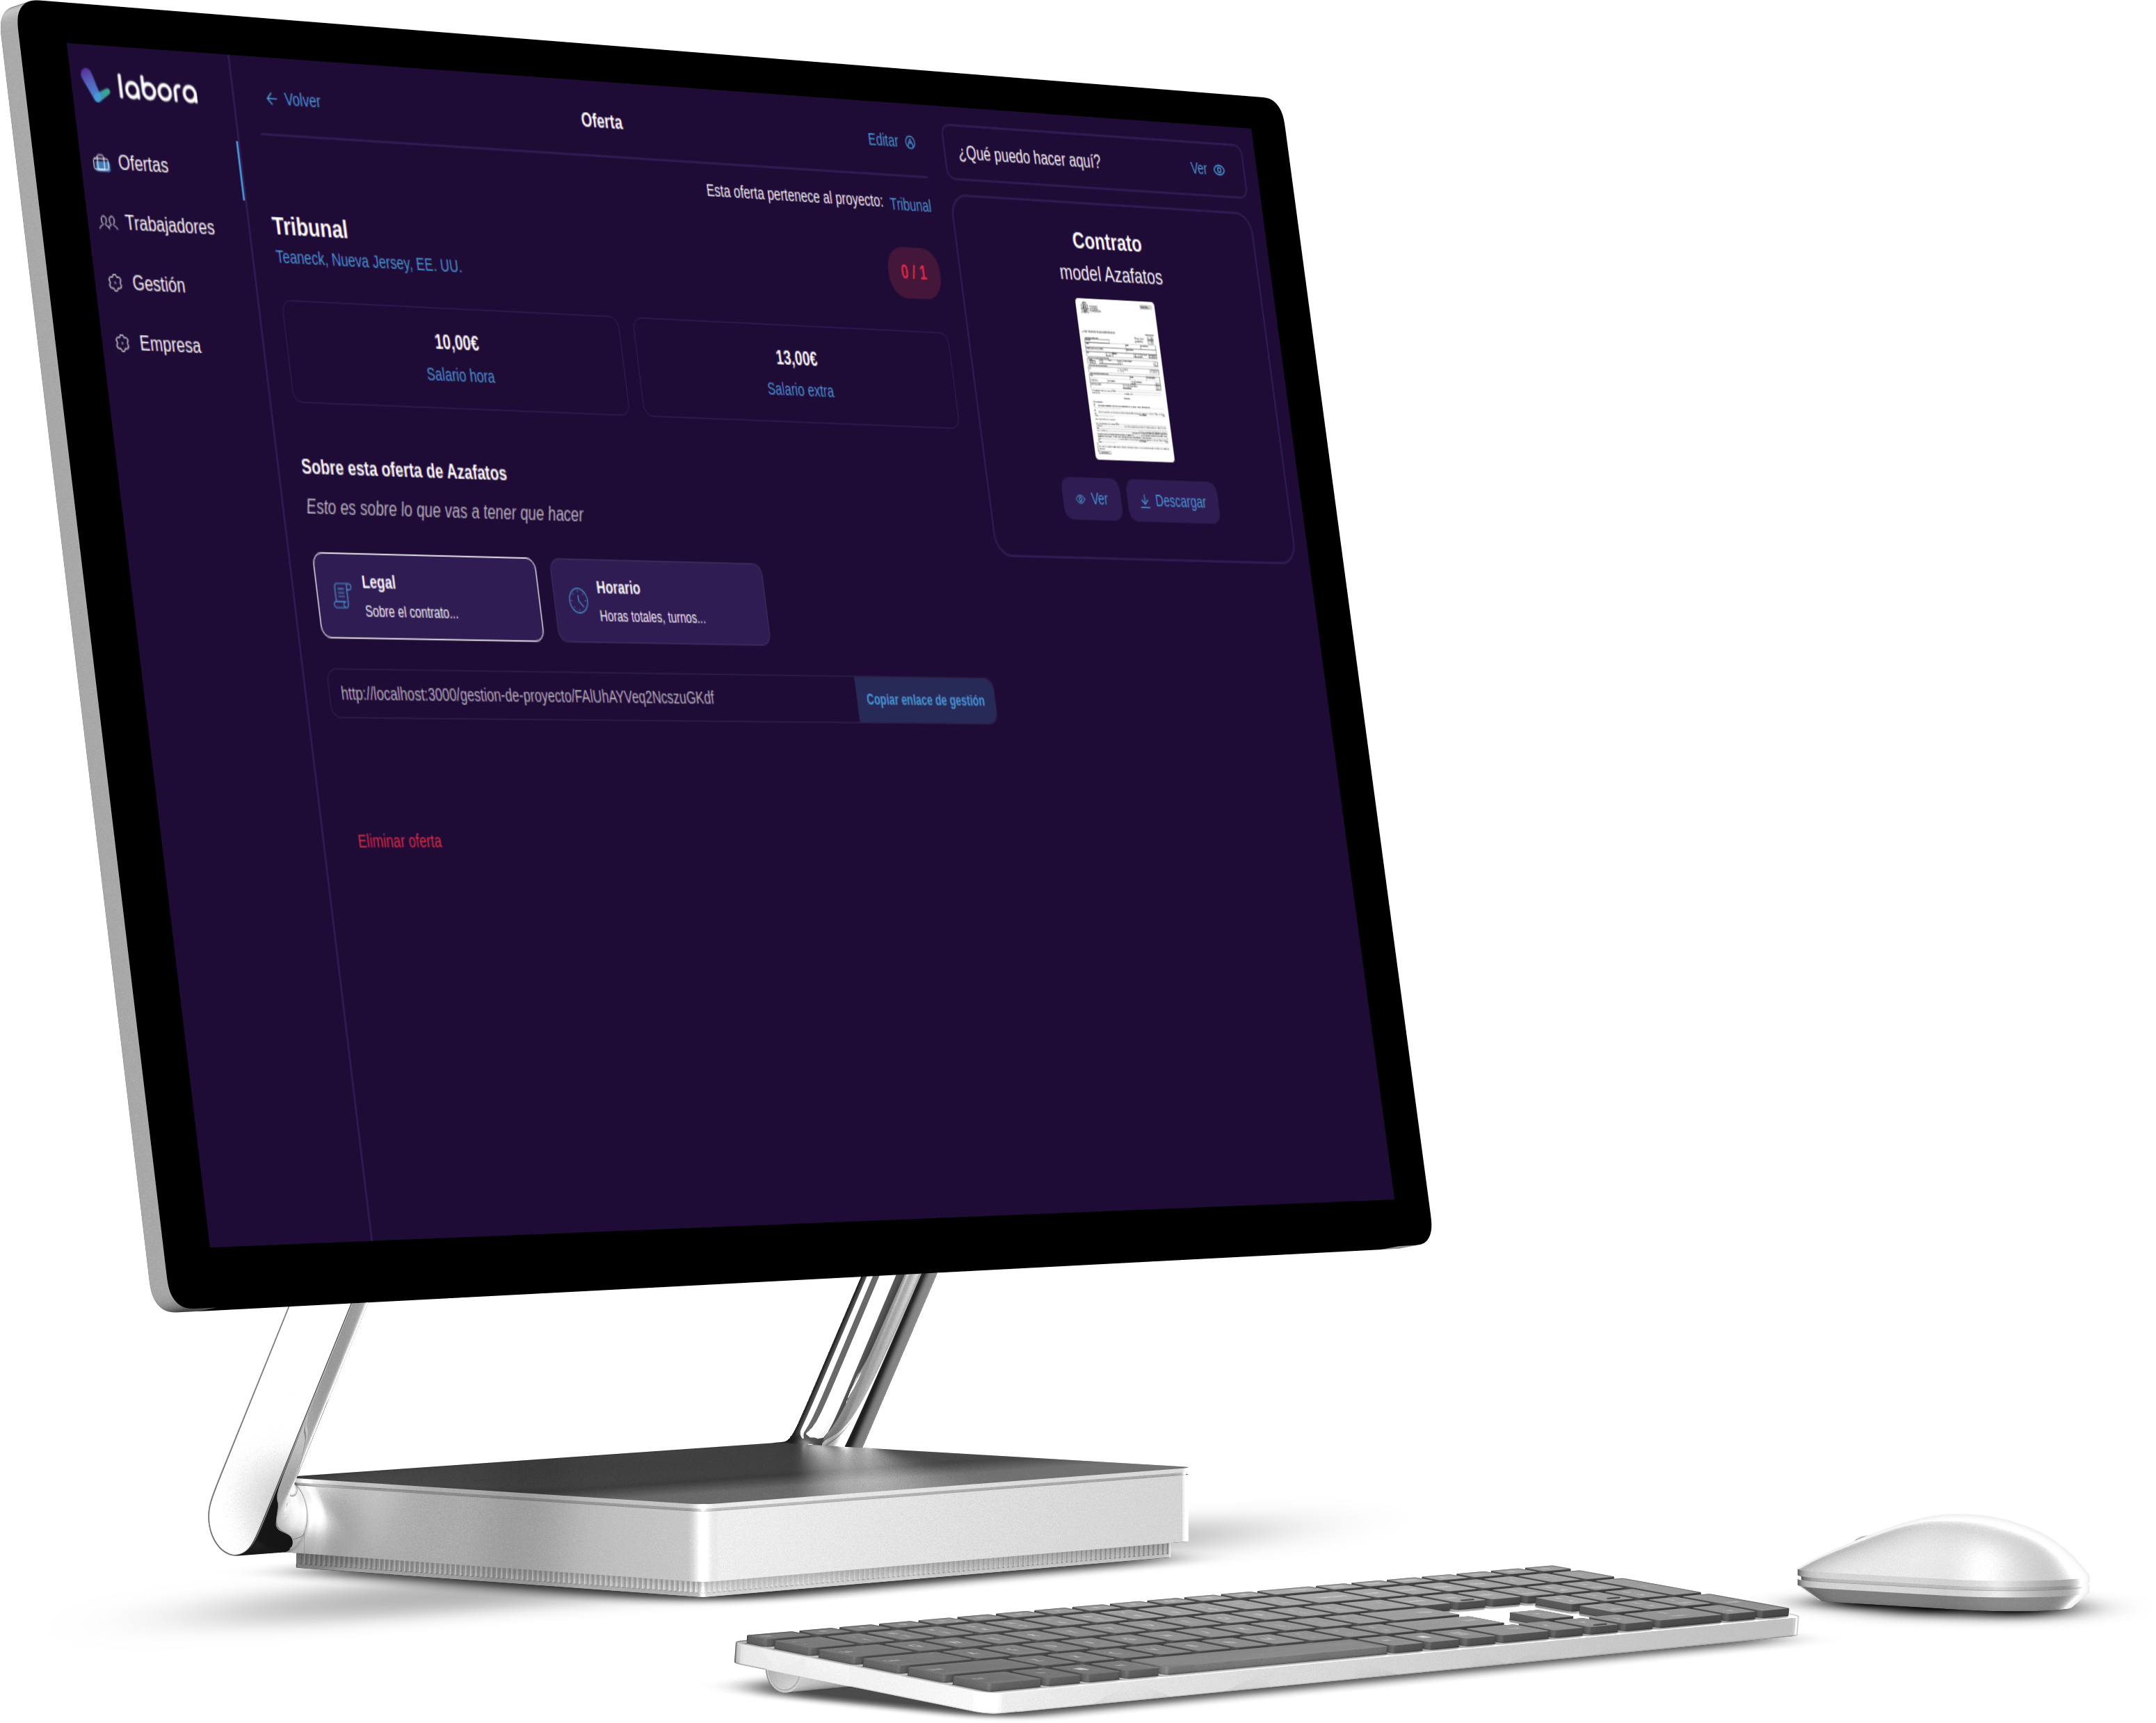 labora
Ofertas
Trabajadores
Gestión
Empresa
Volver
Oferta
Editar
Esta oferta pertenece al proyecto: Tribunal
Tribunal
Teaneck, Nueva Jersey, EE. UU.
0 / 1
10,00€
Salario hora
13,00€
Salario extra
Sobre esta oferta de Azafatos
Esto es sobre lo que vas a tener que hacer
Legal
Sobre el contrato...
Horario
Horas totales, turnos...
http://localhost:3000/gestion-de-proyecto/FAlUhAYVeq2NcszuGKdf
Copiar enlace de gestión
Eliminar oferta
¿Qué puedo hacer aquí?
Ver
Contrato
model Azafatos
Ver
Descargar